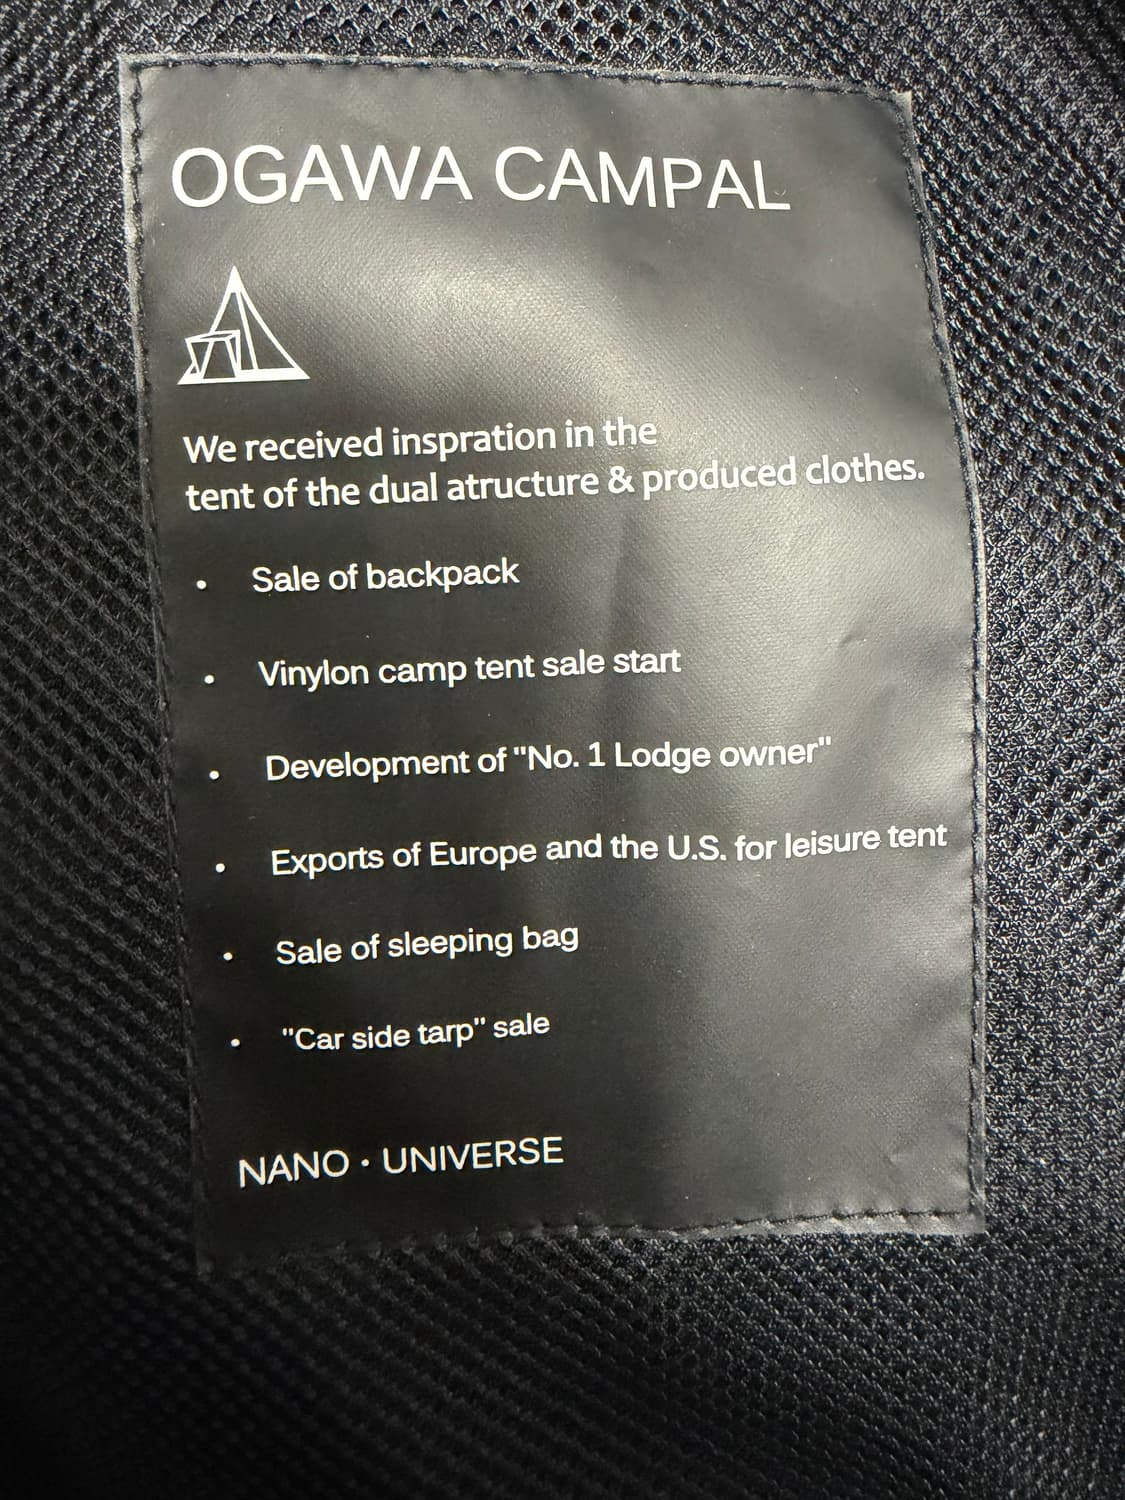 OGAWA CAMPAL
We received inspration in the
tent of the dual atructure & produced clothes.
• Sale of backpack
• Vinylon camp tent sale start
• Development of "No. 1 Lodge owner"
• Exports of Europe and the U.S. for leisure tent
• Sale of sleeping bag
• "Car side tarp" sale
NANO・UNIVERSE